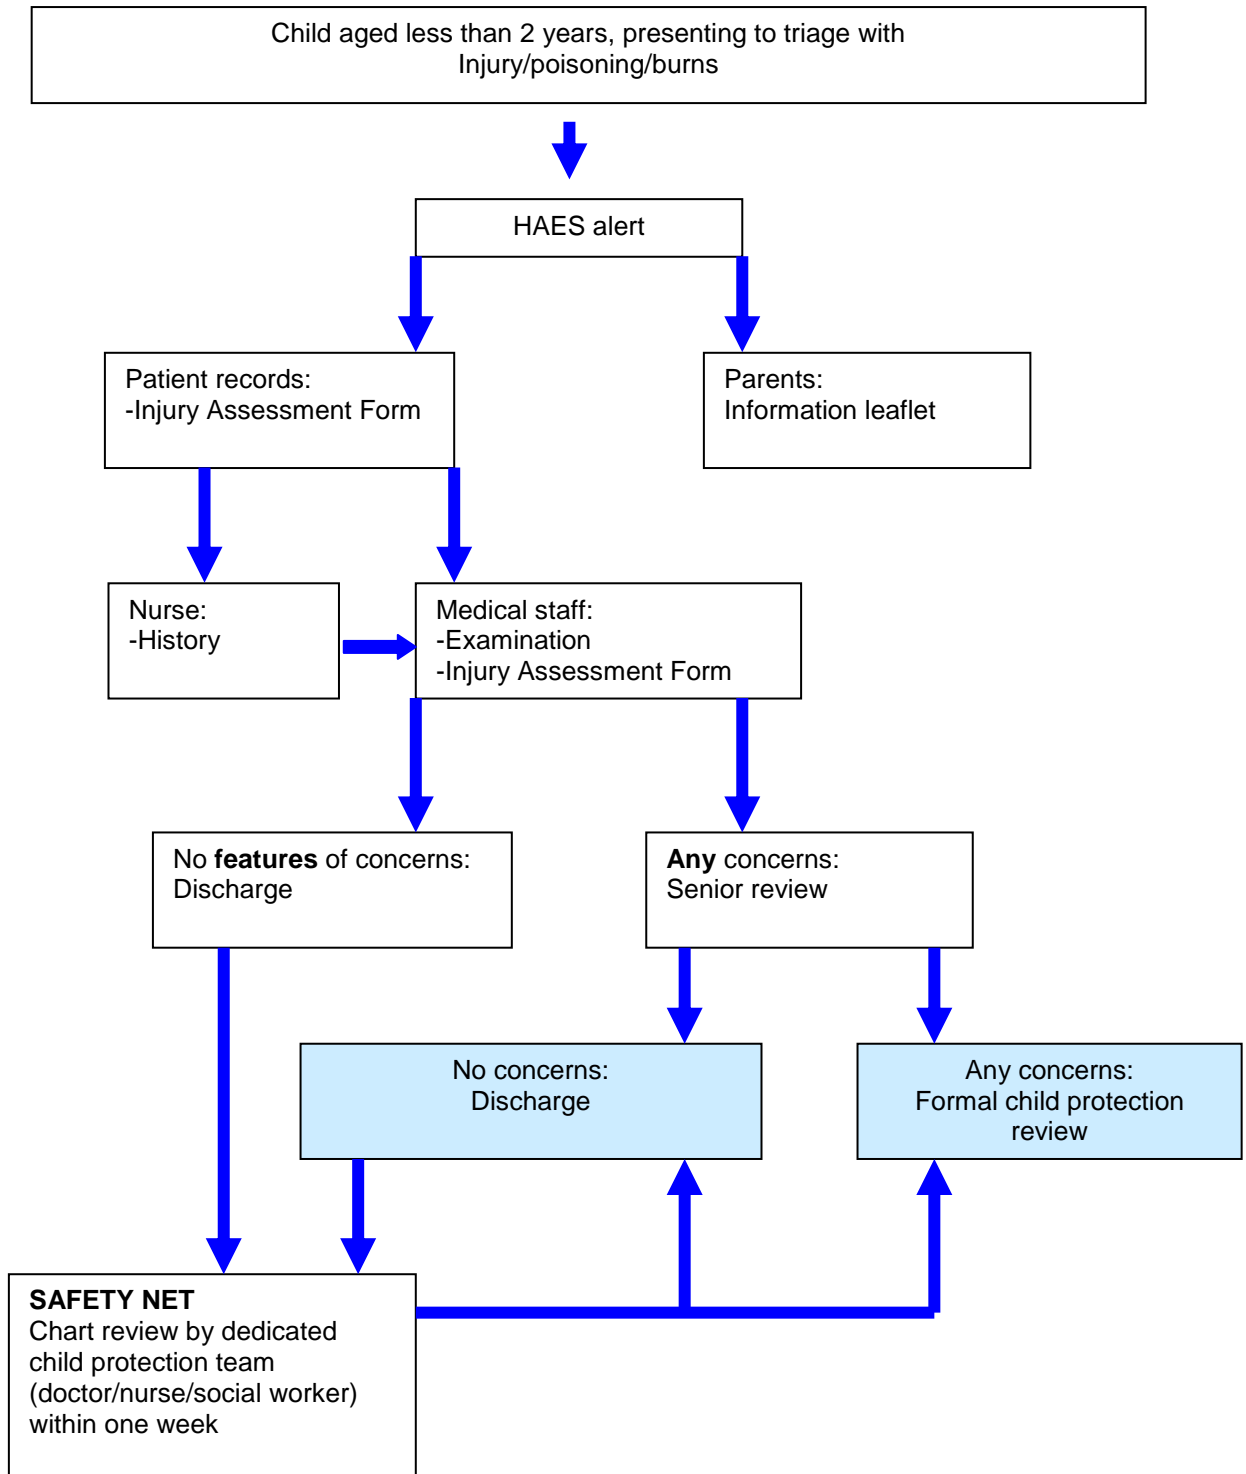 Child aged less than 2 years, presenting to triage with
Injury/poisoning/burns
HAES alert
Patient records:
-Injury Assessment Form
Parents:
Information leaflet
Nurse:
-History
Medical staff:
-Examination
-Injury Assessment Form
No features of concerns:
Discharge
Any concerns:
Senior review
No concerns:
Discharge
Any concerns:
Formal child protection
review
SAFETY NET
Chart review by dedicated
child protection team
(doctor/nurse/social worker)
within one week